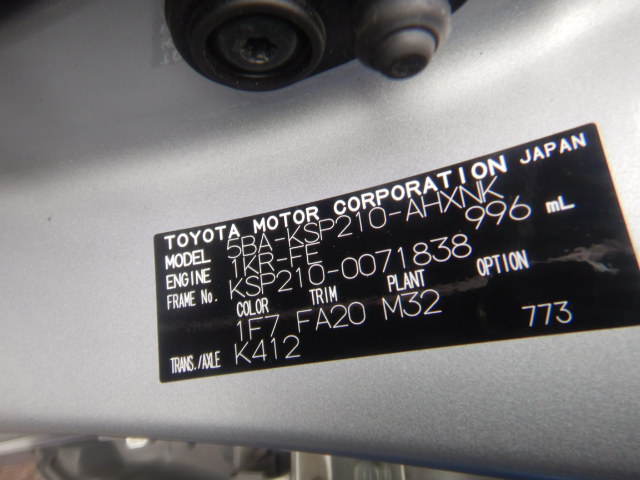 TOYOTA MOTOR CORPORATION JAPAN
MODEL 5BA-KSP210-AHXNK
ENGINE 1KR-FE 996 mL
FRAME No. KSP210-0071838
COLOR TRIM PLANT OPTION
1F7 FA20 M32
TRANS./AXLE K412 773